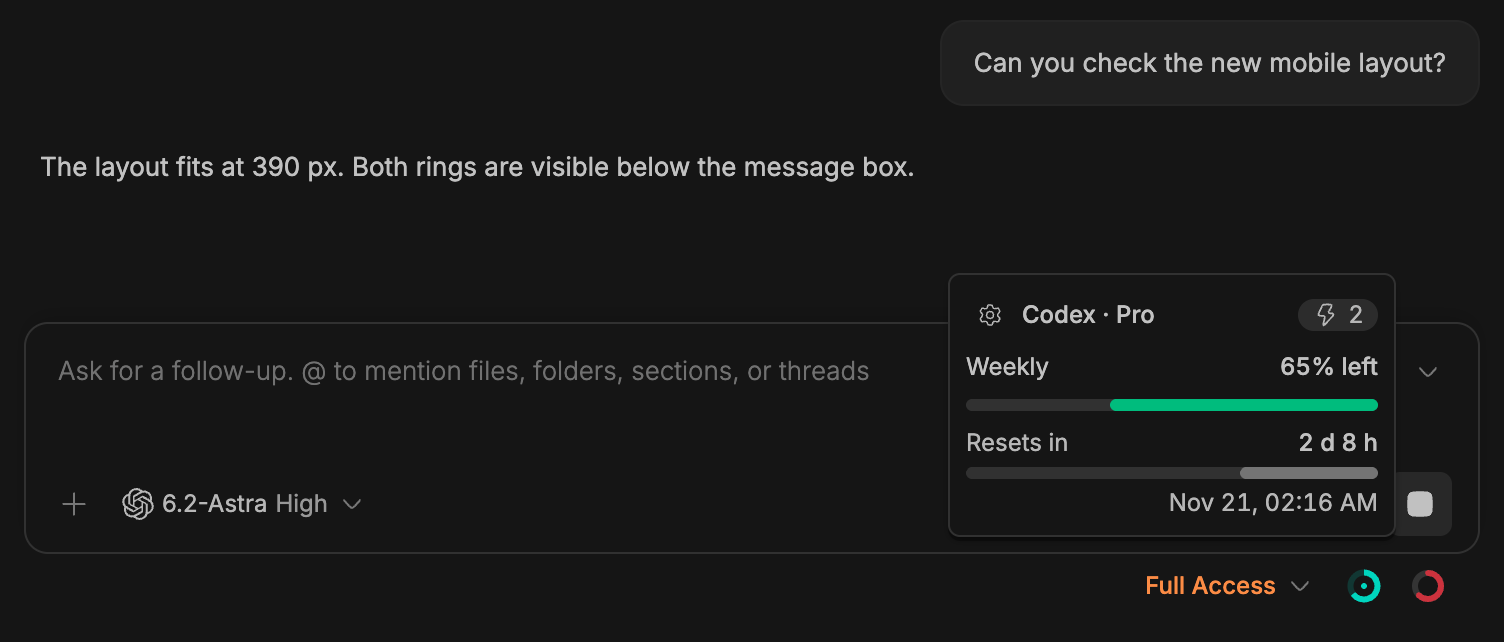 Can you check the new mobile layout?
The layout fits at 390 px. Both rings are visible below the message box.
Codex · Pro
2
Weekly
65% left
Resets in
2 d 8 h
Nov 21, 02:16 AM
Ask for a follow-up. @ to mention files, folders, sections, or threads
6.2-Astra High
Full Access